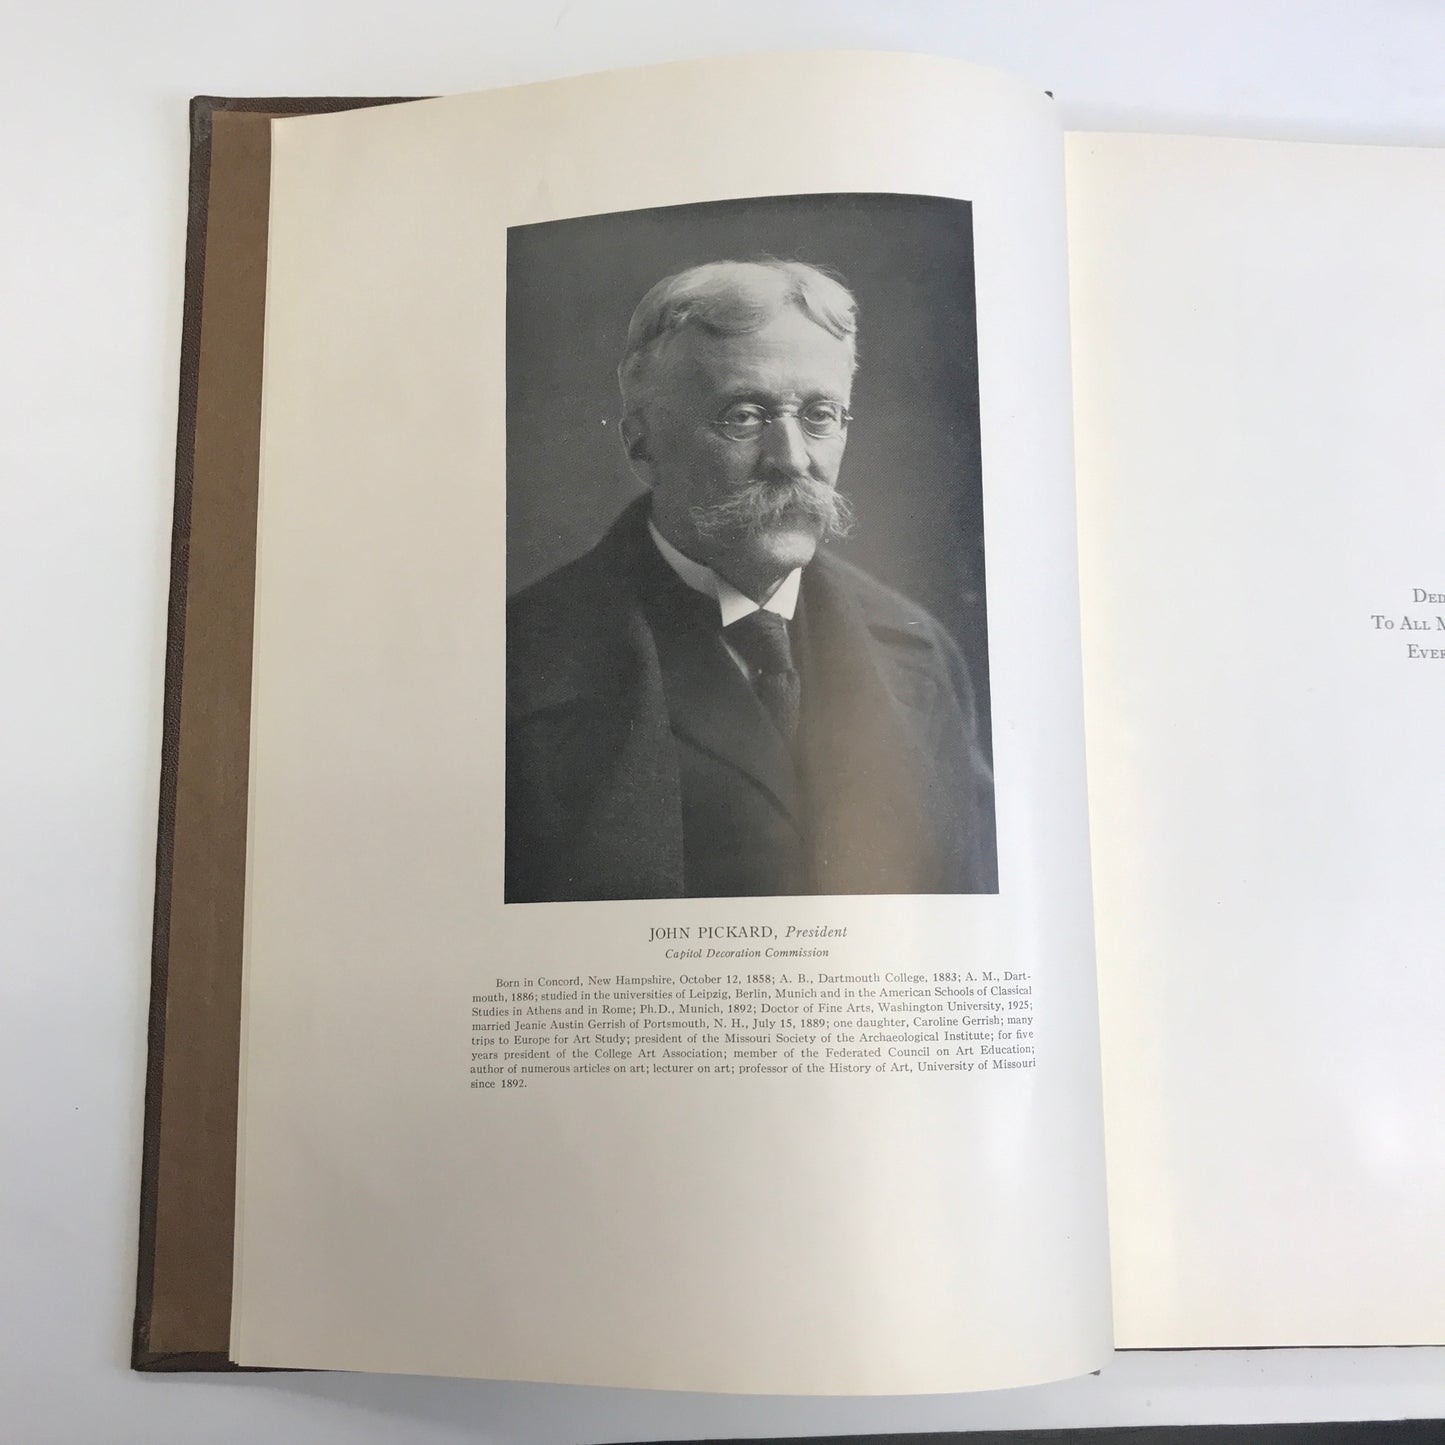 JOHN PICKARD, President
Capitol Decoration Commission
Born in Concord, New Hampshire, October 12, 1858; A. B., Dartmouth College, 1883; A. M., Dart-
mouth, 1886; studied in the universities of Leipzig, Berlin, Munich and in the American Schools of Classical
Studies in Athens and in Rome; Ph.D., Munich, 1892; Doctor of Fine Arts, Washington University, 1925;
married Jeanie Austin Gerrish of Portsmouth, N. H., July 15, 1889; one daughter, Caroline Gerrish; many
trips to Europe for Art Study; president of the Missouri Society of the Archaeological Institute; for five
years president of the College Art Association; member of the Federated Council on Art Education;
author of numerous articles on art; lecturer on art; professor of the History of Art, University of Missouri
since 1892.
To All